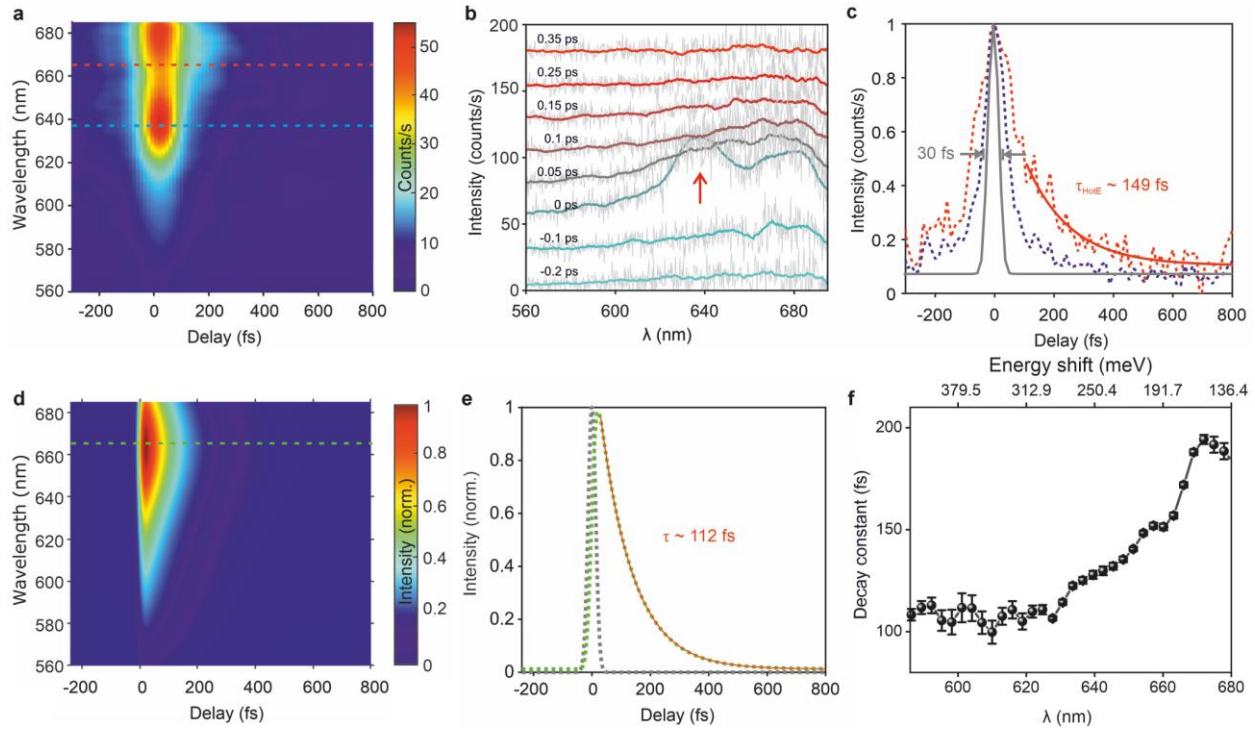 a
680
660
640
620
600
580
560
Wavelength (nm)
-200 0 200 400 600 800
Delay (fs)
50
40
30
20
10
0
Counts/s
b
200
150
100
50
0
Intensity (counts/s)
0.35 ps
0.25 ps
0.15 ps
0.1 ps
0.05 ps
0 ps
-0.1 ps
-0.2 ps
560 600 640 680
λ (nm)
c
1
0.8
0.6
0.4
0.2
0
Intensity (counts/s)
30 fs
τHotE ~ 149 fs
-200 0 200 400 600 800
Delay (fs)
d
680
660
640
620
600
580
560
Wavelength (nm)
-200 0 200 400 600 800
Delay (fs)
1
0.8
0.6
0.4
0.2
0
Intensity (norm.)
e
1
0.8
0.6
0.4
0.2
0
Intensity (norm.)
τ ~ 112 fs
-200 0 200 400 600 800
Delay (fs)
Energy shift (meV)
379.5 312.9 250.4 191.7 136.4
f
200
150
100
Decay constant (fs)
600 620 640 660 680
λ (nm)